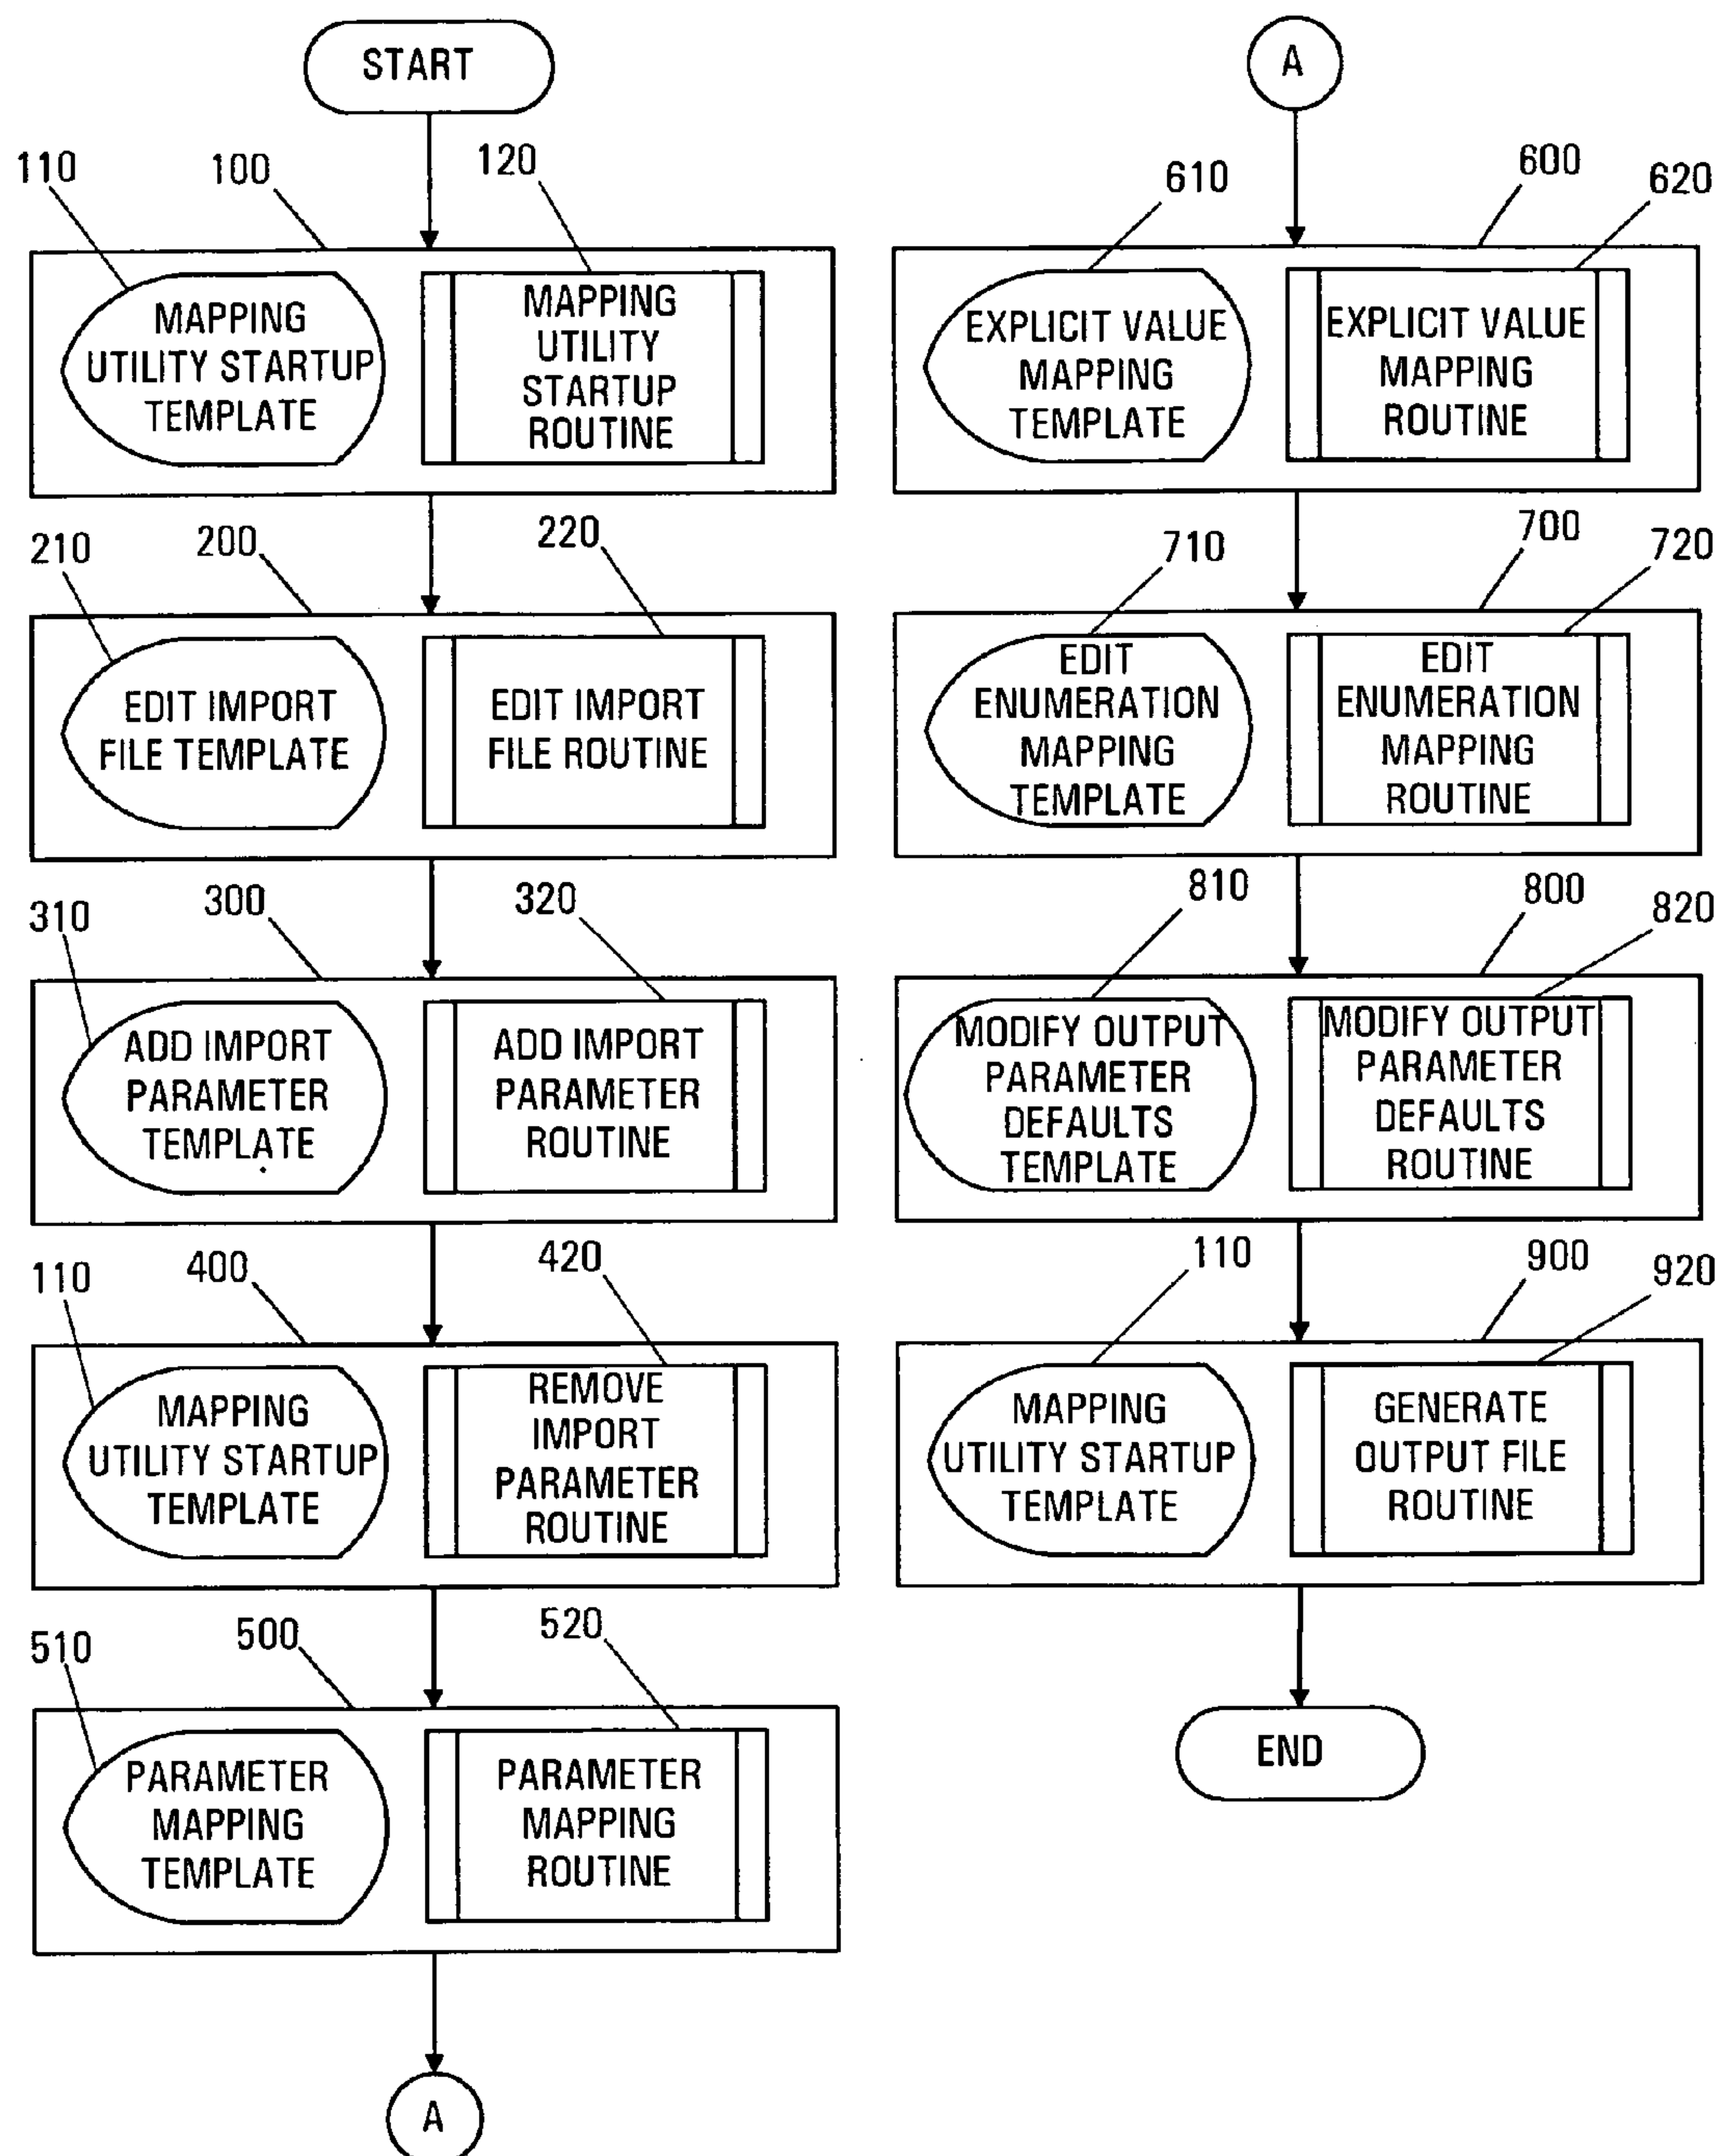 START
110
100
120
MAPPING
UTILITY STARTUP
TEMPLATE
MAPPING
UTILITY
STARTUP
ROUTINE
210
200
220
EDIT IMPORT
FILE TEMPLATE
EDIT IMPORT
FILE ROUTINE
310
300
320
ADD IMPORT
PARAMETER
TEMPLATE
ADD IMPORT
PARAMETER
ROUTINE
110
400
420
MAPPING
UTILITY STARTUP
TEMPLATE
REMOVE
IMPORT
PARAMETER
ROUTINE
510
500
520
PARAMETER
MAPPING
TEMPLATE
PARAMETER
MAPPING
ROUTINE
A
A
610
600
620
EXPLICIT VALUE
MAPPING
TEMPLATE
EXPLICIT VALUE
MAPPING
ROUTINE
710
700
720
EDIT
ENUMERATION
MAPPING
TEMPLATE
EDIT
ENUMERATION
MAPPING
ROUTINE
810
800
820
MODIFY OUTPUT
PARAMETER
DEFAULTS
TEMPLATE
MODIFY OUTPUT
PARAMETER
DEFAULTS
ROUTINE
110
900
920
MAPPING
UTILITY STARTUP
TEMPLATE
GENERATE
OUTPUT FILE
ROUTINE
END